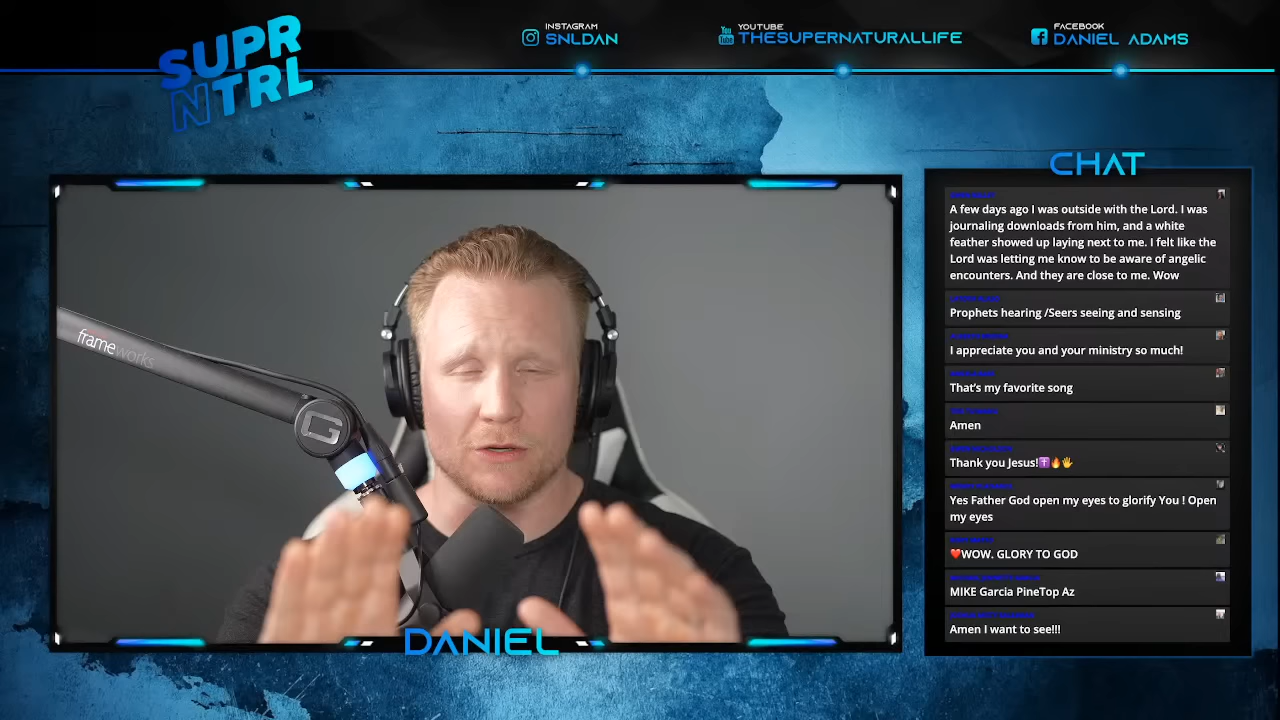 SUPR
NTRL
INSTAGRAM
SNLDAN
YOUTUBE
You
Tube
THESUPERNATURALLIFE
FACEBOOK
DANIEL ADAMS
frameworks
G
DANIEL
CHAT
A few days ago I was outside with the Lord. I was
journaling downloads from him, and a white
feather showed up laying next to me. I felt like the
Lord was letting me know to be aware of angelic
encounters. And they are close to me. Wow
Prophets hearing /Seers seeing and sensing
I appreciate you and your ministry so much!
That's my favorite song
Amen
Thank you Jesus!✝️🔥🖐
Yes Father God open my eyes to glorify You ! Open
my eyes
❤️WOW. GLORY TO GOD
MIKE Garcia PineTop Az
Amen I want to see!!!